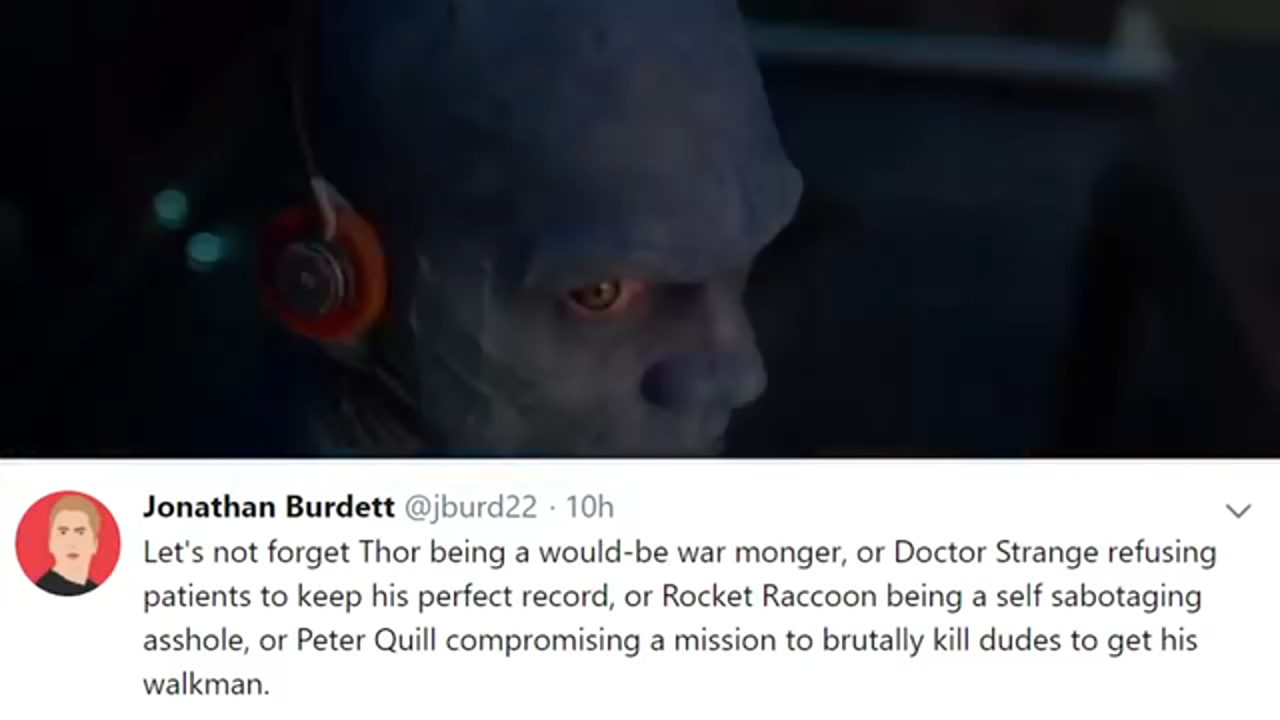 Jonathan Burdett @jburd22 · 10h
Let's not forget Thor being a would-be war monger, or Doctor Strange refusing
patients to keep his perfect record, or Rocket Raccoon being a self sabotaging
asshole, or Peter Quill compromising a mission to brutally kill dudes to get his
walkman.